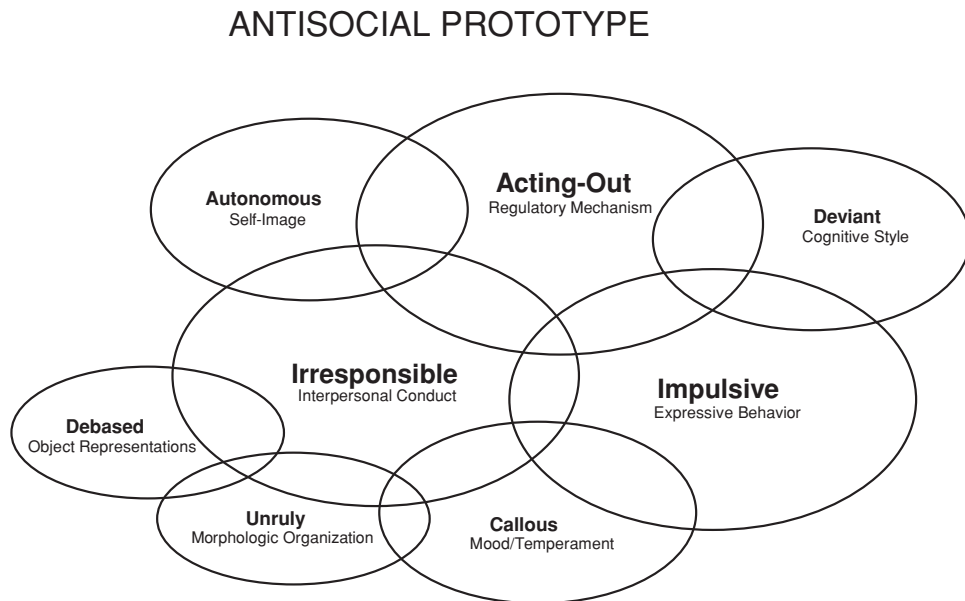 ANTISOCIAL PROTOTYPE
Acting-Out
Regulatory Mechanism
Autonomous
Self-Image
Deviant
Cognitive Style
Irresponsible
Interpersonal Conduct
Impulsive
Expressive Behavior
Debased
Object Representations
Unruly
Morphologic Organization
Callous
Mood/Temperament